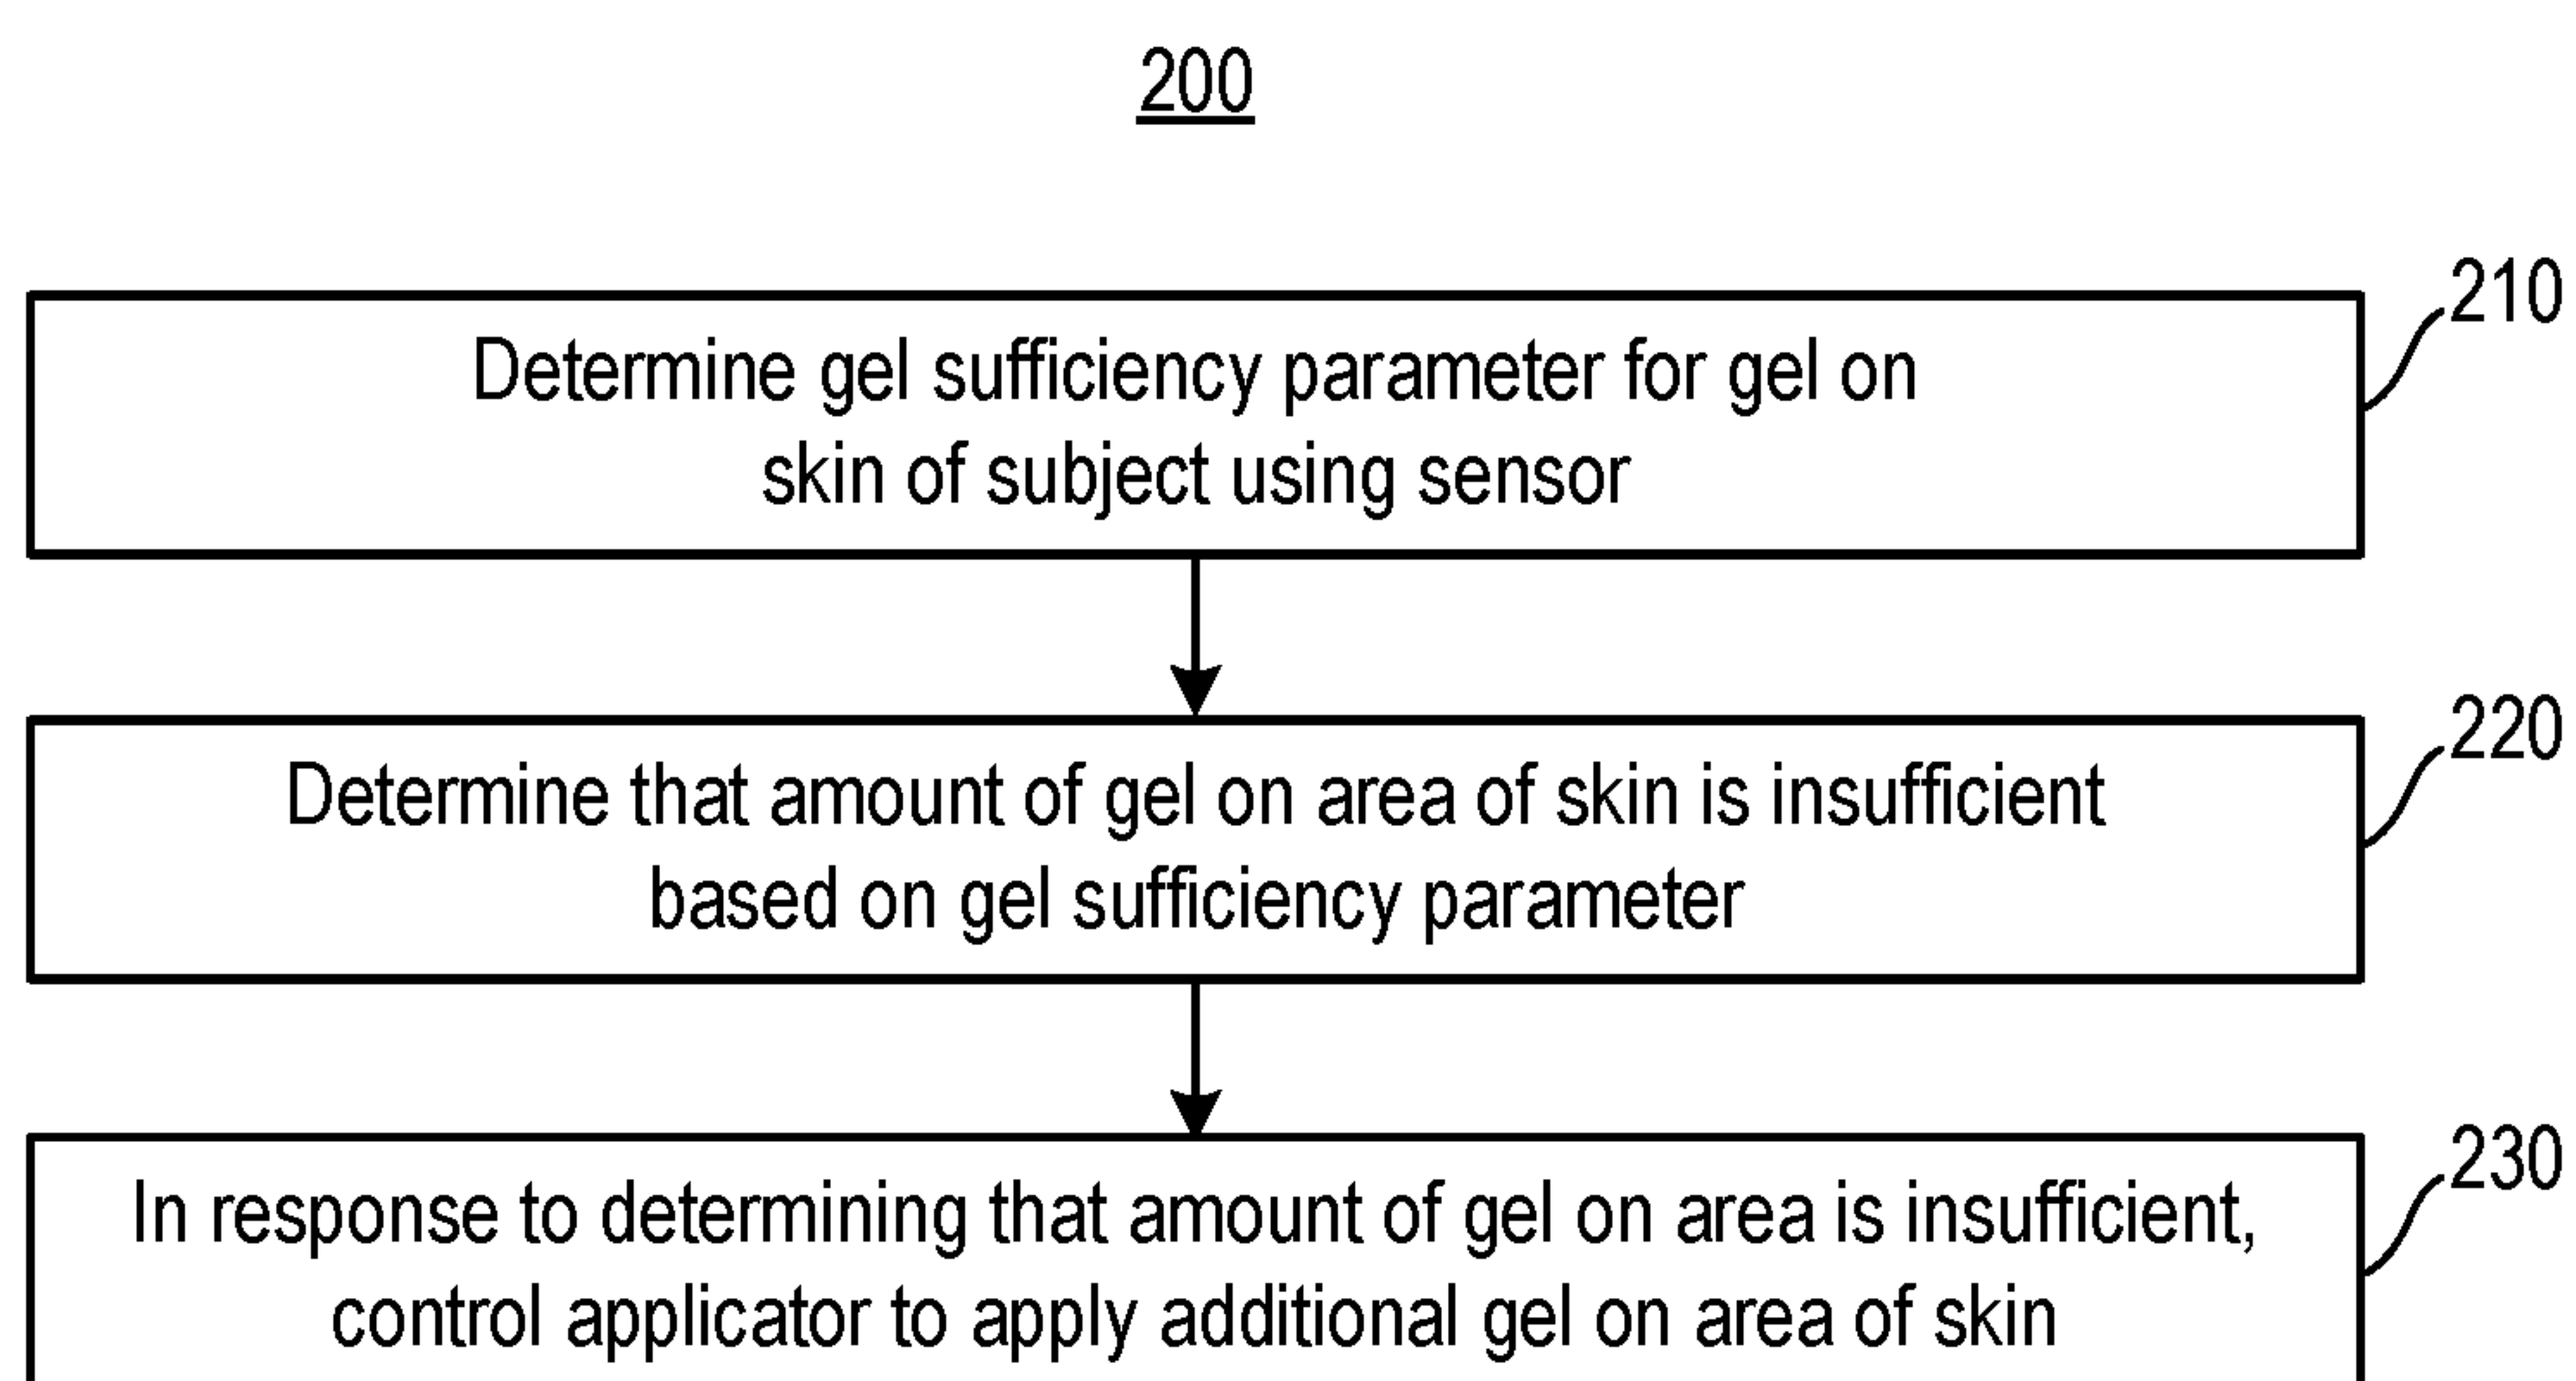 200
210
Determine gel sufficiency parameter for gel on
skin of subject using sensor
220
Determine that amount of gel on area of skin is insufficient
based on gel sufficiency parameter
230
In response to determining that amount of gel on area is insufficient,
control applicator to apply additional gel on area of skin